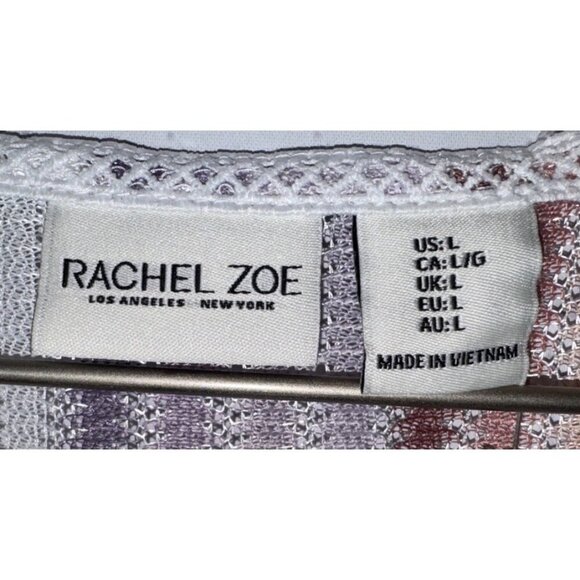 RACHEL ZOE
LOS ANGELES NEW YORK
US: L
CA: L/G
UK: L
EU: L
AU: L
MADE IN VIETNAM